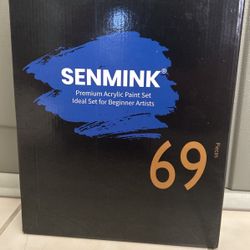 SENMINK®
Premium Acrylic Paint Set
Ideal Set for Beginner Artists
69
Pieces